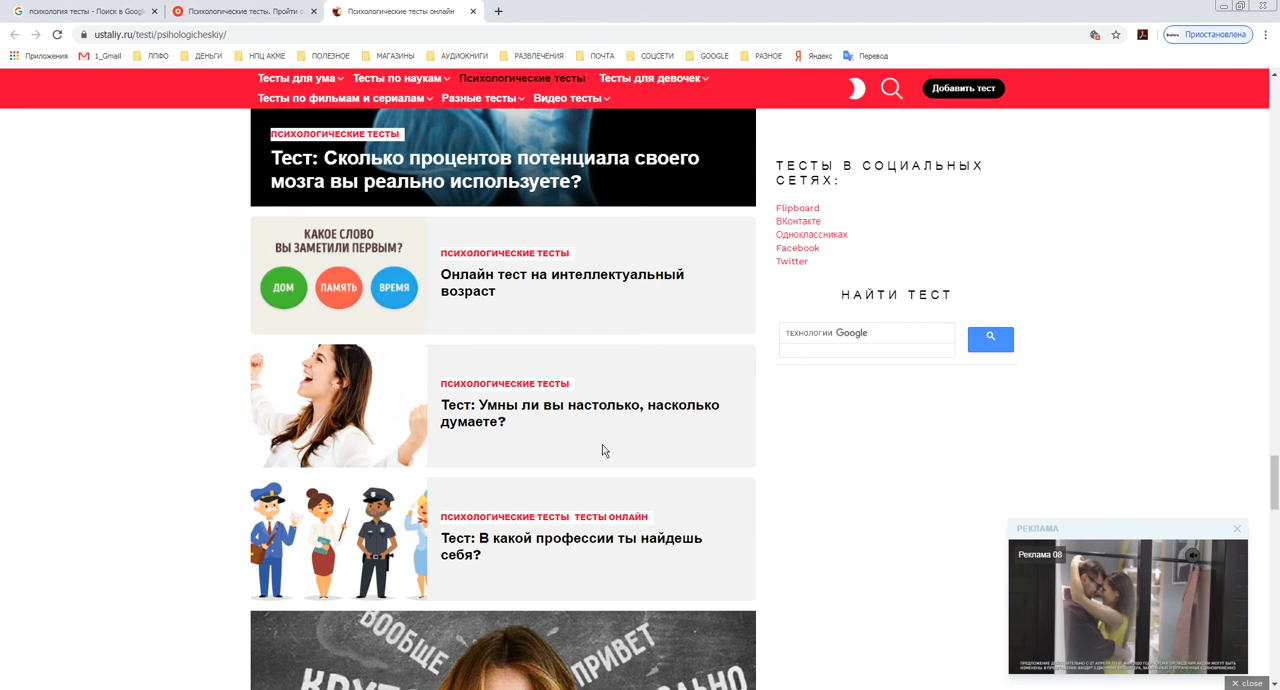 психология тесты - Поиск в Googl
Психологические тесты. Пройти о
Психологические тесты онлайн
ustaliy.ru/testi/psihologicheskiy/
Приостановлена
Приложения
1_Gmail
ЛПФО
ДЕНЬГИ
НПЦ АКМЕ
ПОЛЕЗНОЕ
МАГАЗИНЫ
АУДИОКНИГИ
РАЗВЛЕЧЕНИЯ
ПОЧТА
СОЦСЕТИ
GOOGLE
РАЗНОЕ
Яндекс
Перевод
Тесты для ума
Тесты по наукам
Психологические тесты
Тесты для девочек
Тесты по фильмам и сериалам
Разные тесты
Видео тесты
Добавить тест
ПСИХОЛОГИЧЕСКИЕ ТЕСТЫ
Тест: Сколько процентов потенциала своего
мозга вы реально используете?
КАКОЕ СЛОВО
ВЫ ЗАМЕТИЛИ ПЕРВЫМ?
ДОМ
ПАМЯТЬ
ВРЕМЯ
ПСИХОЛОГИЧЕСКИЕ ТЕСТЫ
Онлайн тест на интеллектуальный
возраст
ПСИХОЛОГИЧЕСКИЕ ТЕСТЫ
Тест: Умны ли вы настолько, насколько
думаете?
ПСИХОЛОГИЧЕСКИЕ ТЕСТЫ ТЕСТЫ ОНЛАЙН
Тест: В какой профессии ты найдешь
себя?
ВООБЩЕ
ПРИВЕТ
ТЕСТЫ В СОЦИАЛЬНЫХ
СЕТЯХ:
Flipboard
ВКонтакте
Одноклассниках
Facebook
Twitter
НАЙТИ ТЕСТ
ТЕХНОЛОГИИ Google
РЕКЛАМА
Реклама 08
close